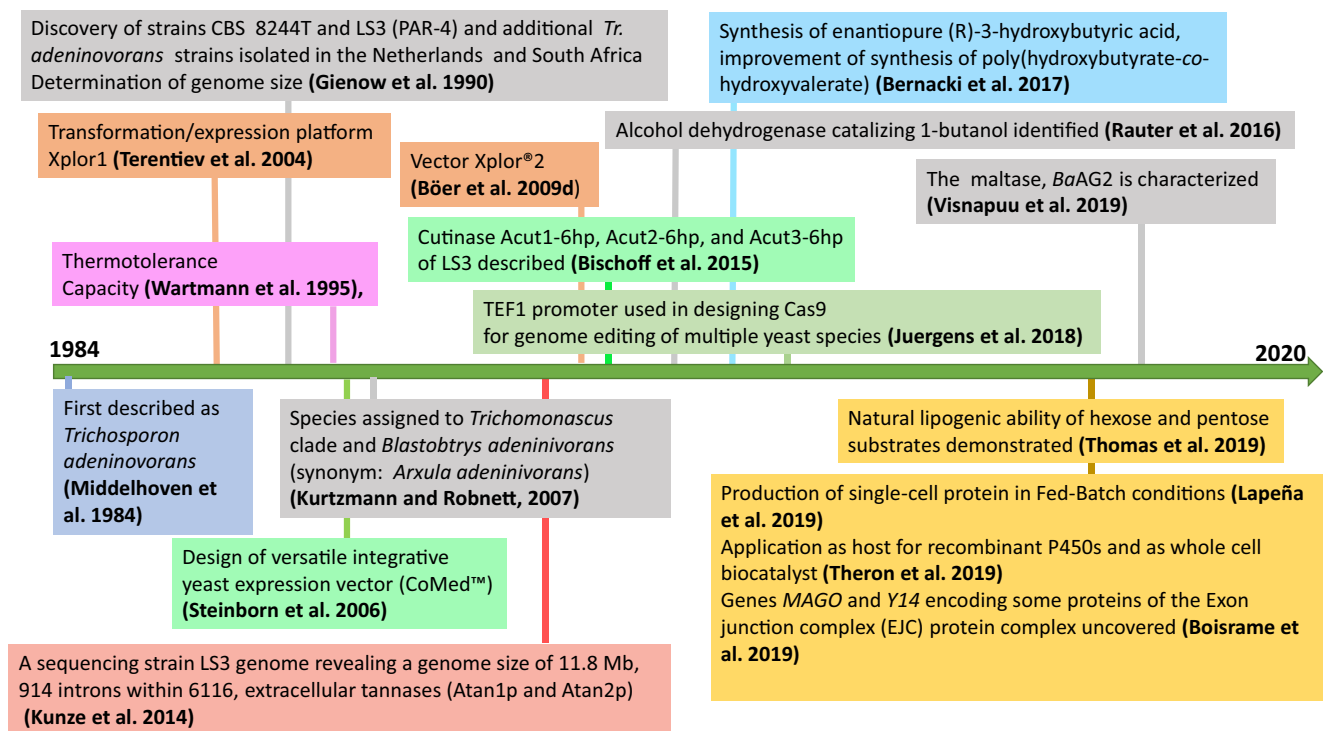 Discovery of strains CBS 8244T and LS3 (PAR-4) and additional Tr.
adeninovorans strains isolated in the Netherlands and South Africa
Determination of genome size (Gienow et al. 1990)
Synthesis of enantiopure (R)-3-hydroxybutyric acid,
improvement of synthesis of poly(hydroxybutyrate-co-
hydroxyvalerate) (Bernacki et al. 2017)
Transformation/expression platform
Xplor1 (Terentiev et al. 2004)
Alcohol dehydrogenase catalizing 1-butanol identified (Rauter et al. 2016)
Vector Xplor®2
(Böer et al. 2009d)
The maltase, BaAG2 is characterized
(Visnapuu et al. 2019)
Cutinase Acut1-6hp, Acut2-6hp, and Acut3-6hp
of LS3 described (Bischoff et al. 2015)
Thermotolerance
Capacity (Wartmann et al. 1995),
TEF1 promoter used in designing Cas9
for genome editing of multiple yeast species (Juergens et al. 2018)
1984
2020
First described as
Trichosporon
adeninovorans
(Middelhoven et
al. 1984)
Species assigned to Trichomonascus
clade and Blastobtrys adeninivorans
(synonym: Arxula adeninivorans)
(Kurtzmann and Robnett, 2007)
Natural lipogenic ability of hexose and pentose
substrates demonstrated (Thomas et al. 2019)
Design of versatile integrative
yeast expression vector (CoMed™)
(Steinborn et al. 2006)
Production of single-cell protein in Fed-Batch conditions (Lapeña
et al. 2019)
Application as host for recombinant P450s and as whole cell
biocatalyst (Theron et al. 2019)
Genes MAGO and Y14 encoding some proteins of the Exon
junction complex (EJC) protein complex uncovered (Boisrame et
al. 2019)
A sequencing strain LS3 genome revealing a genome size of 11.8 Mb,
914 introns within 6116, extracellular tannases (Atan1p and Atan2p)
(Kunze et al. 2014)